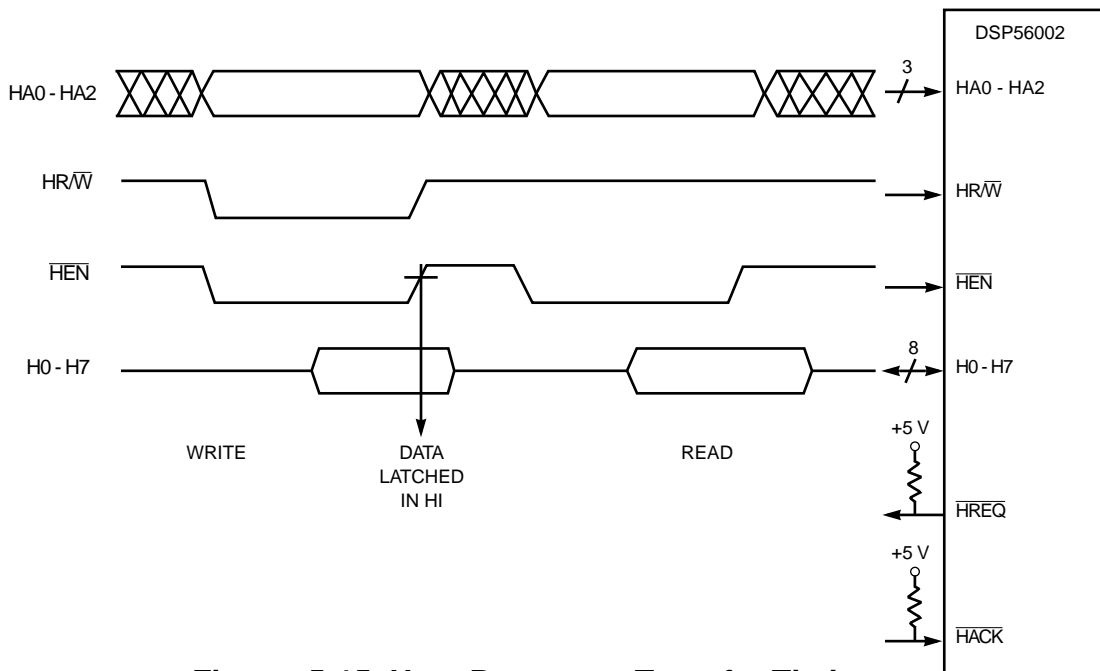 DSP56002
HA0 - HA2
3
HA0 - HA2
HR/W̅
HR/W̅
H̅E̅N̅
H̅E̅N̅
H0 - H7
8
H0 - H7
WRITE
DATA
LATCHED
IN HI
READ
+5 V
H̅R̅E̅Q̅
+5 V
H̅A̅C̅K̅